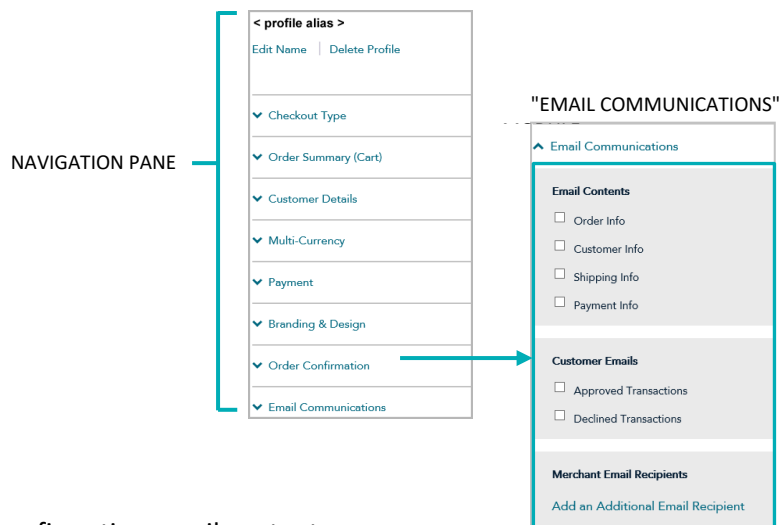 < profile alias >
Edit Name | Delete Profile
Checkout Type
Order Summary (Cart)
Customer Details
Multi-Currency
Payment
Branding & Design
Order Confirmation
Email Communications
NAVIGATION PANE
"EMAIL COMMUNICATIONS"
Email Communications
Email Contents
Order Info
Customer Info
Shipping Info
Payment Info
Customer Emails
Approved Transactions
Declined Transactions
Merchant Email Recipients
Add an Additional Email Recipient